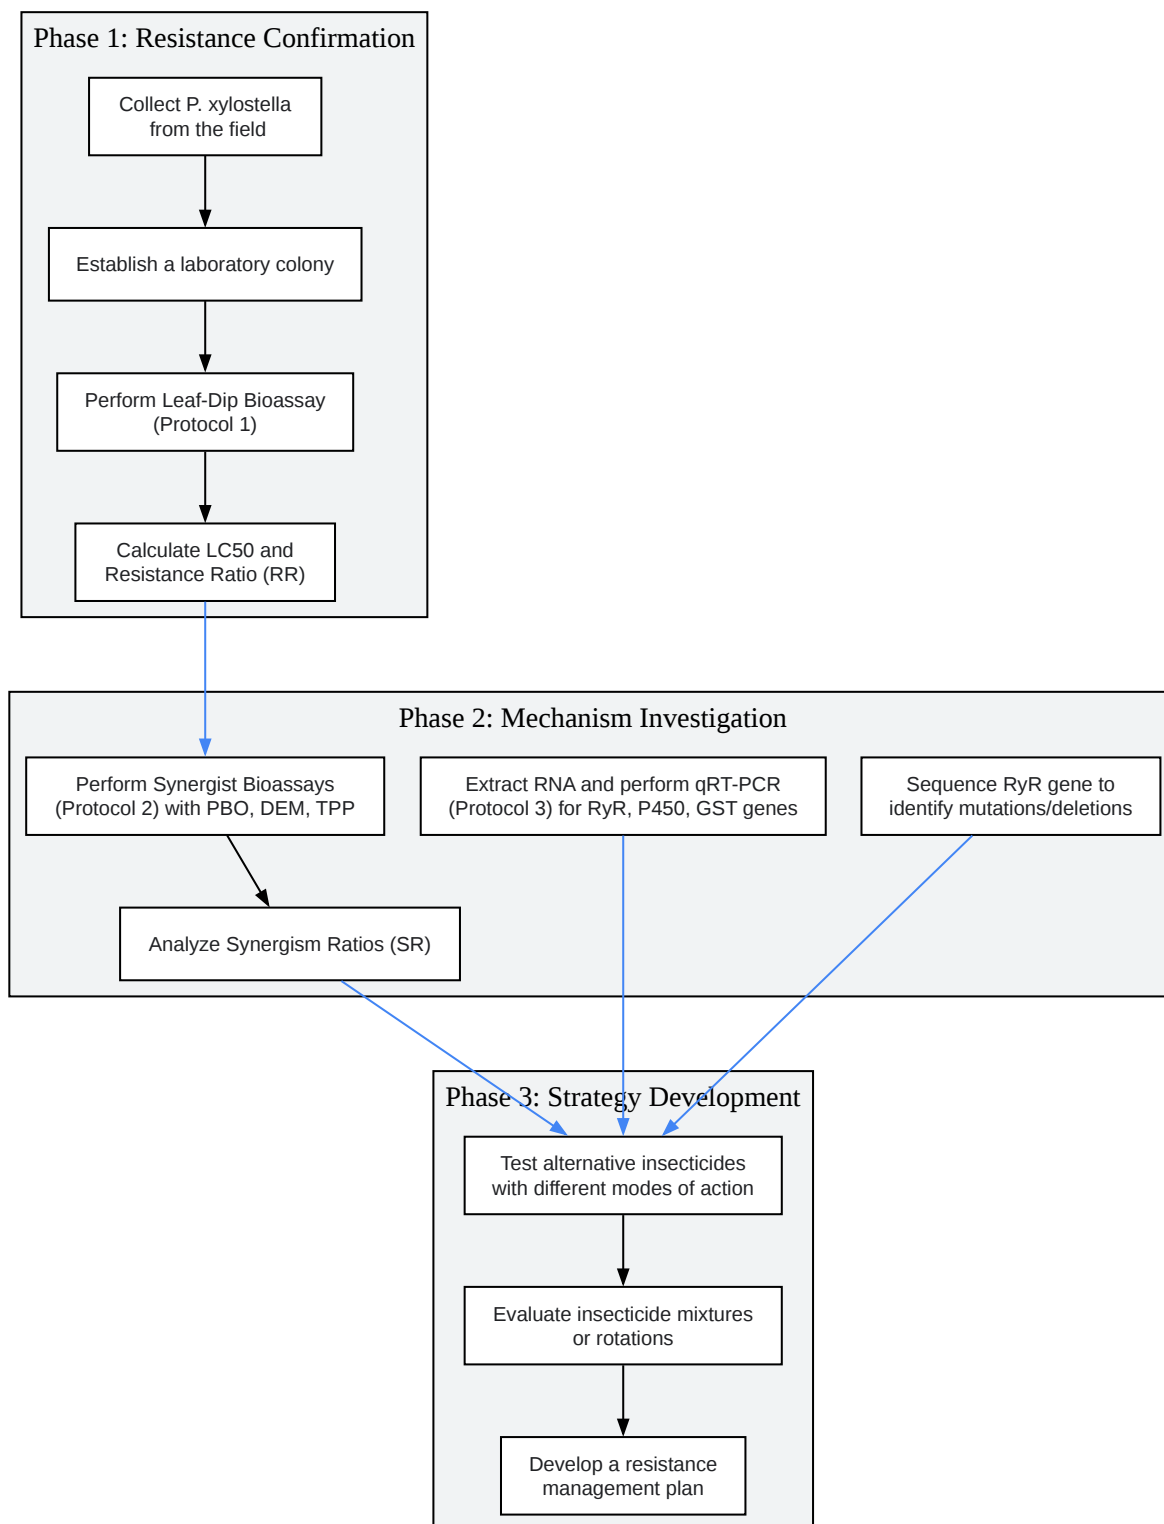 Phase 1: Resistance Confirmation
Collect P. xylostella
from the field
Establish a laboratory colony
Perform Leaf-Dip Bioassay
(Protocol 1)
Calculate LC50 and
Resistance Ratio (RR)
Phase 2: Mechanism Investigation
Perform Synergist Bioassays
(Protocol 2) with PBO, DEM, TPP
Extract RNA and perform qRT-PCR
(Protocol 3) for RyR, P450, GST genes
Sequence RyR gene to
identify mutations/deletions
Analyze Synergism Ratios (SR)
Phase 3: Strategy Development
Test alternative insecticides
with different modes of action
Evaluate insecticide mixtures
or rotations
Develop a resistance
management plan